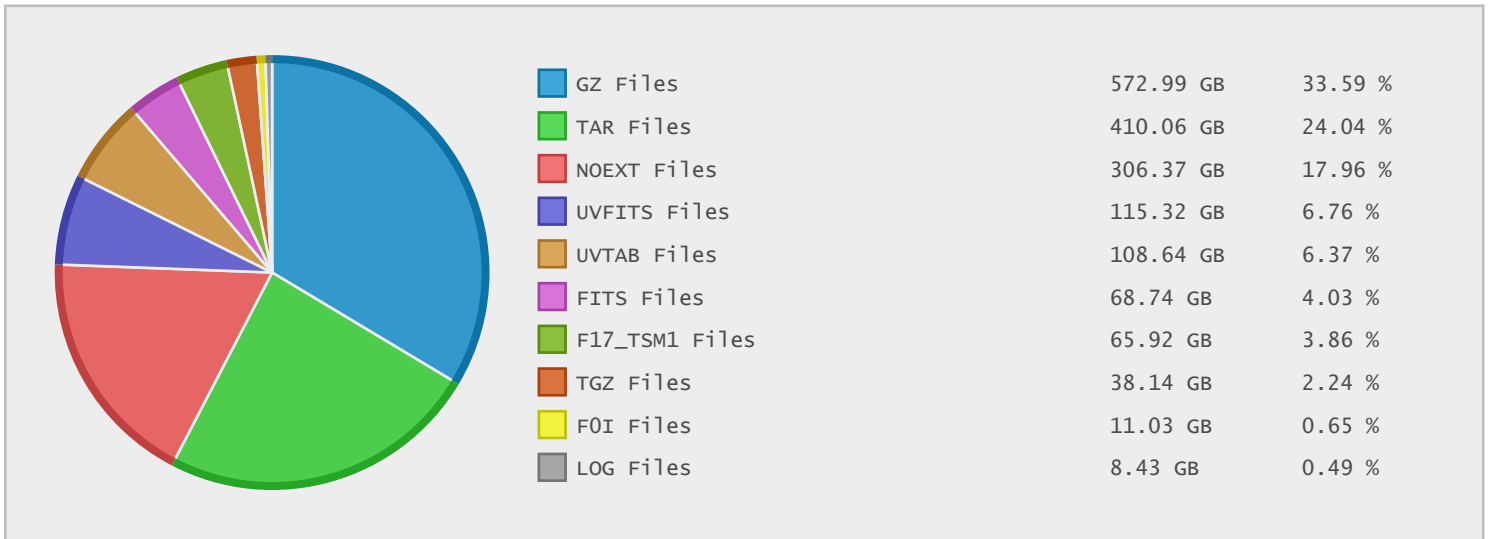 GZ Files 572.99 GB 33.59 %
TAR Files 410.06 GB 24.04 %
NOEXT Files 306.37 GB 17.96 %
UVFITS Files 115.32 GB 6.76 %
UVTAB Files 108.64 GB 6.37 %
FITS Files 68.74 GB 4.03 %
F17_TSM1 Files 65.92 GB 3.86 %
TGZ Files 38.14 GB 2.24 %
F0I Files 11.03 GB 0.65 %
LOG Files 8.43 GB 0.49 %